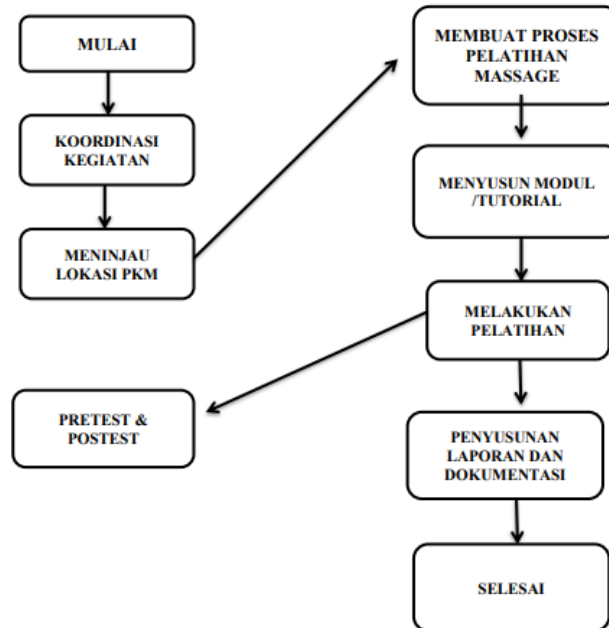 MULAI
KOORDINASI
KEGIATAN
MENINJAU
LOKASI PKM
MEMBUAT PROSES
PELATIHAN
MASSAGE
MENYUSUN MODUL
/TUTORIAL
MELAKUKAN
PELATIHAN
PRETEST &
POSTEST
PENYUSUNAN
LAPORAN DAN
DOKUMENTASI
SELESAI